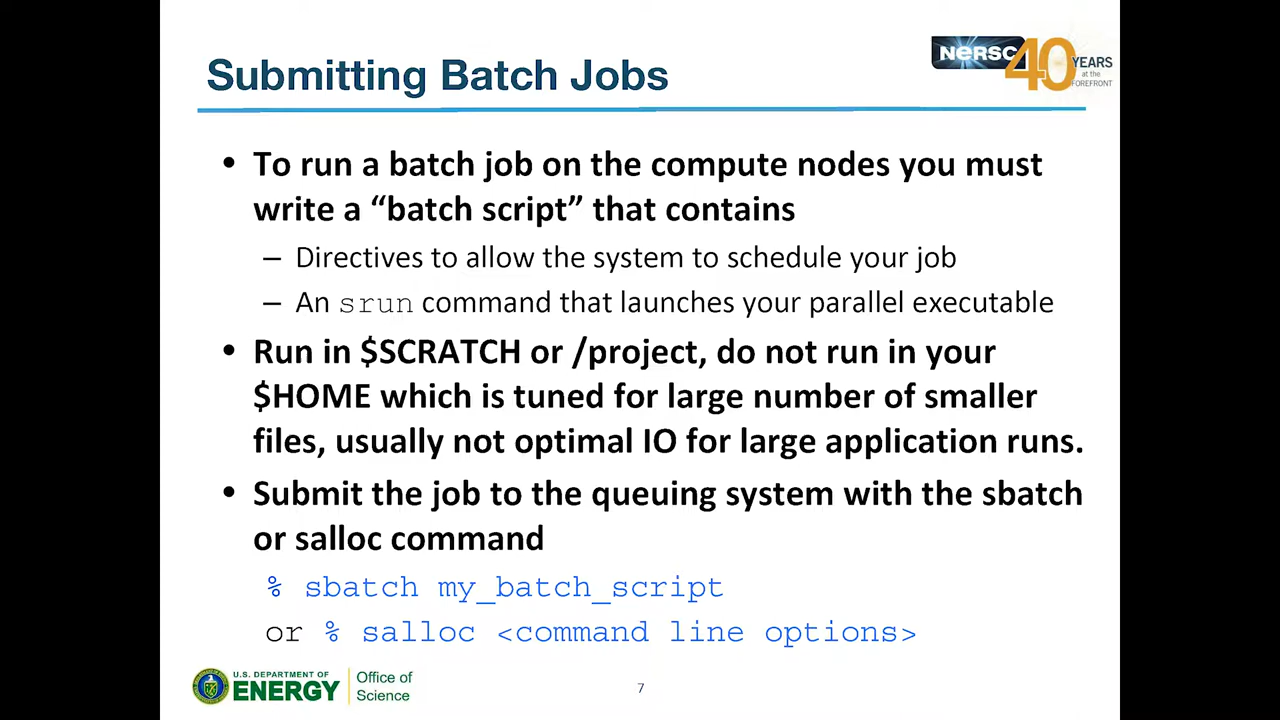 Submitting Batch Jobs
NERSC 40 YEARS
at the
FOREFRONT
• To run a batch job on the compute nodes you must
write a “batch script” that contains
– Directives to allow the system to schedule your job
– An srun command that launches your parallel executable
• Run in $SCRATCH or /project, do not run in your
$HOME which is tuned for large number of smaller
files, usually not optimal IO for large application runs.
• Submit the job to the queuing system with the sbatch
or salloc command
% sbatch my_batch_script
or % salloc <command line options>
U.S. DEPARTMENT OF
ENERGY
Office of
Science
7